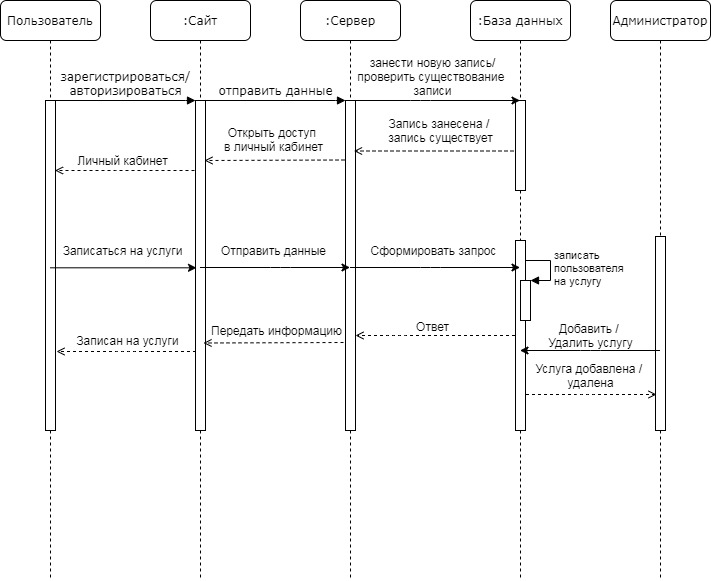 Пользователь
:Сайт
:Сервер
:База данных
Администратор
зарегистрироваться/
авторизироваться
отправить данные
занести новую запись/
проверить существование
записи
Запись занесена /
запись существует
Открыть доступ
в личный кабинет
Личный кабинет
Записаться на услуги
Отправить данные
Сформировать запрос
записать
пользователя
на услугу
Ответ
Передать информацию
Записан на услуги
Добавить /
Удалить услугу
Услуга добавлена /
удалена